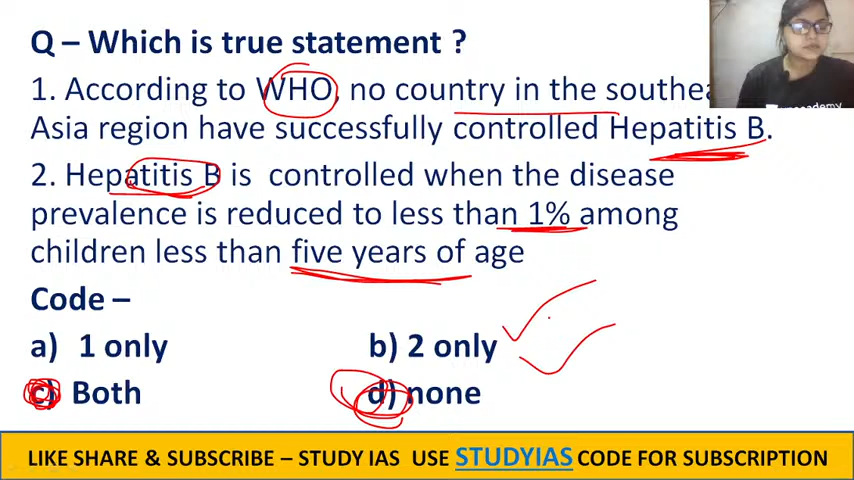 Q – Which is true statement ?
1. According to WHO, no country in the southea
Asia region have successfully controlled Hepatitis B.
2. Hepatitis B is controlled when the disease
prevalence is reduced to less than 1% among
children less than five years of age
Code –
a) 1 only b) 2 only
c) Both d) none
LIKE SHARE & SUBSCRIBE – STUDY IAS USE STUDYIAS CODE FOR SUBSCRIPTION